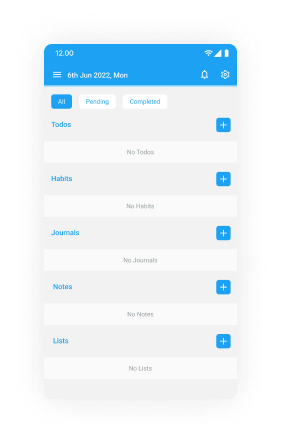 12.00
6th Jun 2022, Mon
All Pending Completed
Todos
No Todos
Habits
No Habits
Journals
No Journals
Notes
No Notes
Lists
No Lists